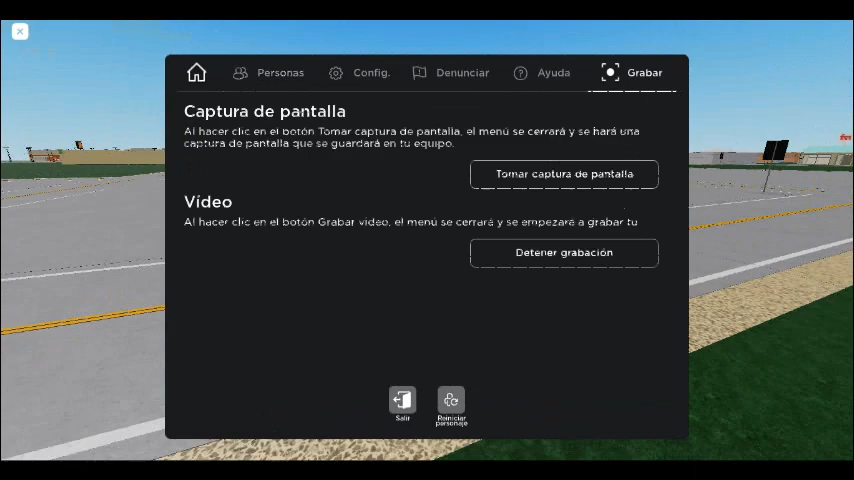 Personas Config. Denunciar Ayuda Grabar
Captura de pantalla
Al hacer clic en el botón Tomar captura de pantalla, el menú se cerrará y se hará una
captura de pantalla que se guardará en tu equipo.
Tomar captura de pantalla
Vídeo
Al hacer clic en el botón Grabar vídeo, el menú se cerrará y se empezará a grabar tu
Detener grabación
Salir
Reiniciar
personaje